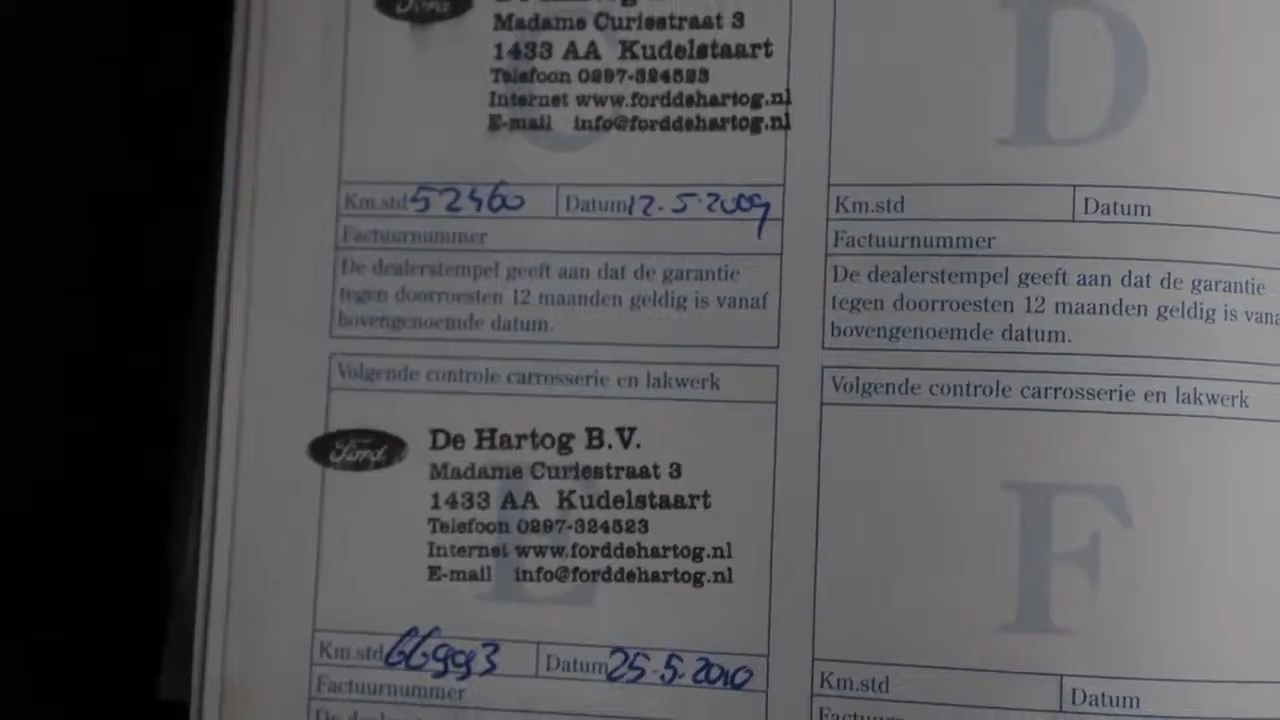 Ford
Madame Curiestraat 3
1433 AA Kudelstaart
Telefoon 0297-324523
Internet www.forddehartog.nl
E-mail info@forddehartog.nl
Km.std 52460 Datum 12.5.2009
Factuurnummer
De dealerstempel geeft aan dat de garantie
tegen doorroesten 12 maanden geldig is vanaf
bovengenoemde datum.
Volgende controle carrosserie en lakwerk
Ford
De Hartog B.V.
Madame Curiestraat 3
1433 AA Kudelstaart
Telefoon 0297-324523
Internet www.forddehartog.nl
E-mail info@forddehartog.nl
E
Km.std 66993 Datum 25.5.2010
Factuurnummer
D
Km.std Datum
Factuurnummer
De dealerstempel geeft aan dat de garantie
tegen doorroesten 12 maanden geldig is
bovengenoemde datum.
Volgende controle carrosserie en lakwerk
F
Km.std Datum